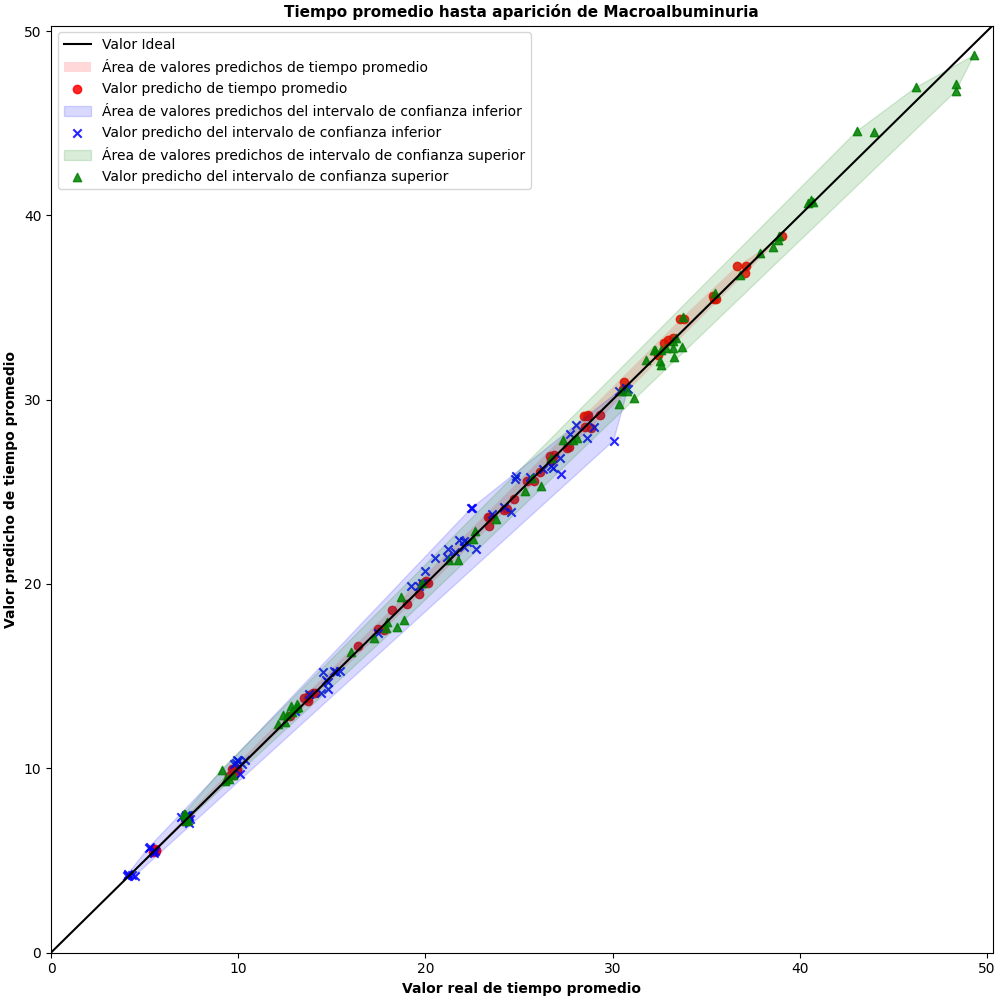 Tiempo promedio hasta aparición de Macroalbuminuria
Valor Ideal
Área de valores predichos de tiempo promedio
Valor predicho de tiempo promedio
Área de valores predichos del intervalo de confianza inferior
Valor predicho del intervalo de confianza inferior
Área de valores predichos de intervalo de confianza superior
Valor predicho del intervalo de confianza superior
Valor predicho de tiempo promedio
50
40
30
20
10
0
0 10 20 30 40 50
Valor real de tiempo promedio